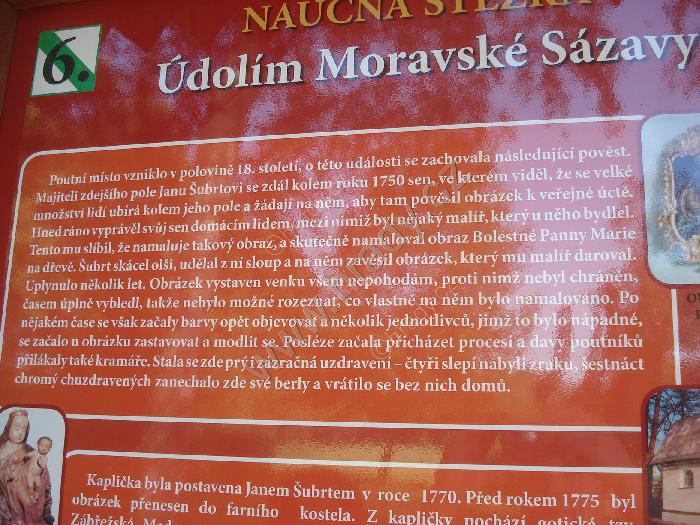 NAUČNÁ STEZKA
6.
Údolím Moravské Sázavy
Poutní místo vzniklo v polovině 18. století, o této události se zachovala následující pověst.
Majiteli zdejšího pole Janu Šubrtovi se zdál kolem roku 1750 sen, ve kterém viděl, že se velké
množství lidí ubírá kolem jeho pole a žádají na něm, aby tam pověsil obrázek k veřejné úctě.
Hned ráno vyprávěl svůj sen domácím lidem, mezi nimiž byl nějaký malíř, který u něho bydlel.
Tento mu slíbil, že namaluje takový obraz, a skutečně namaloval obraz Bolestné Panny Marie
na dřevě. Šubrt skácel olši, udělal z ní sloup a na něm zavěsil obrázek, který mu malíř daroval.
Uplynulo několik let. Obrázek vystaven venku všem nepohodám, proti nimž nebyl chráněn,
časem úplně vybledl, takže nebylo možné rozeznat, co vlastně na něm bylo namalováno. Po
nějakém čase se však začaly barvy opět objevovat a několik jednotlivců, jimž to bylo nápadné,
se začalo u obrázku zastavovat a modlit se. Posléze začala přicházet procesí a davy poutníků
přilákaly také kramáře. Stala se zde prý i zázračná uzdravení – čtyři slepí nabyli zraku, šestnáct
chromých uzdravených zanechalo zde své berly a vrátilo se bez nich domů.
Kaplička byla postavena Janem Šubrtem v roce 1770. Před rokem 1775 byl
obrázek přenesen do farního kostela. Z kapličky pochází gotické
Zábřežská